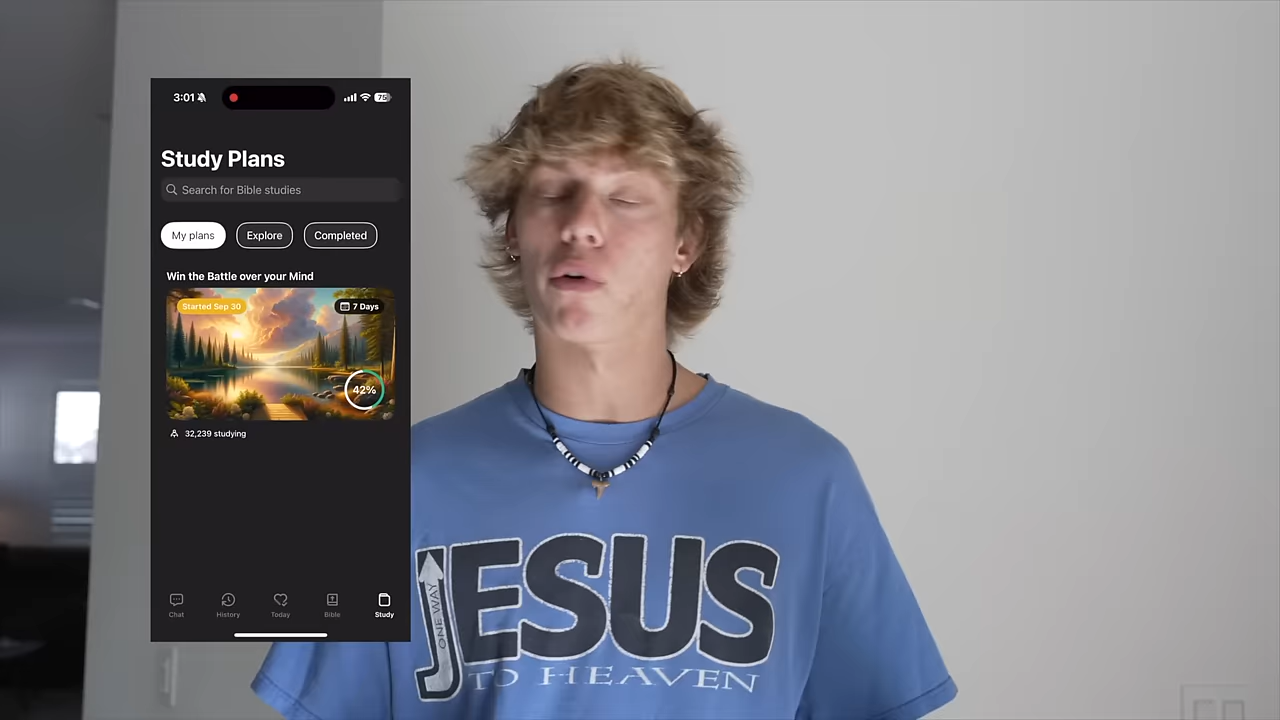 3:01
75
Study Plans
Search for Bible studies
My plans
Explore
Completed
Win the Battle over your Mind
Started Sep 30
7 Days
42%
32,239 studying
Chat
History
Today
Bible
Study
JESUS
ONE WAY
TO HEAVEN